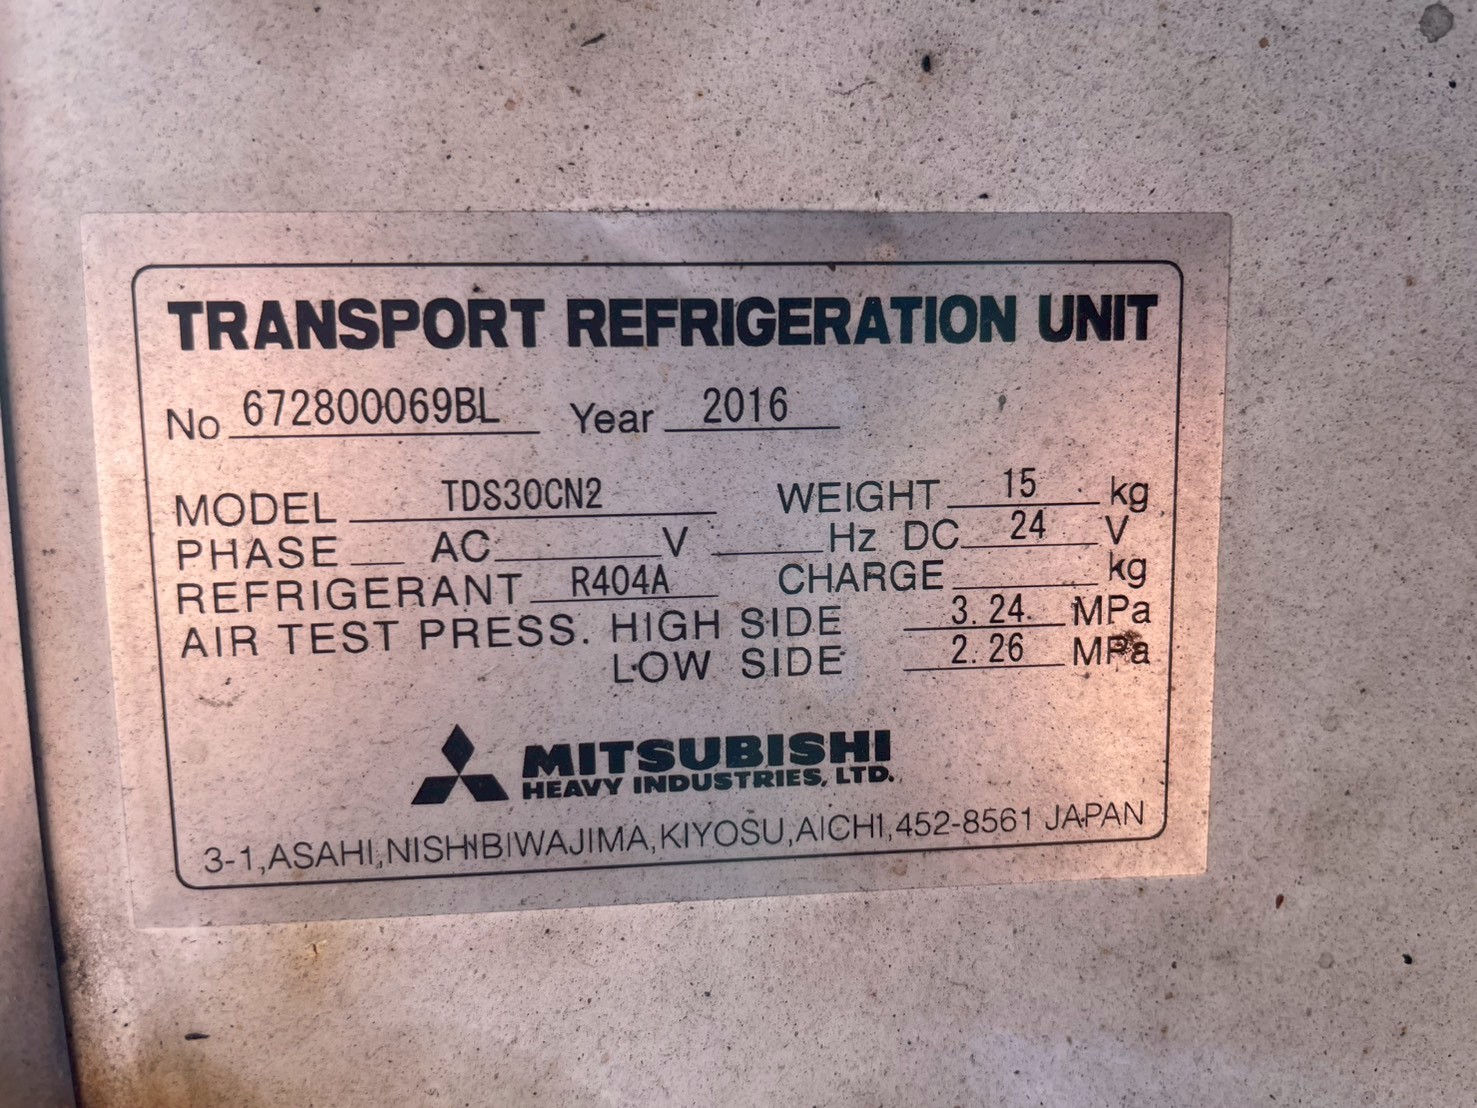 TRANSPORT REFRIGERATION UNIT
No 672800069BL Year 2016
MODEL TDS30CN2 WEIGHT 15 kg
PHASE AC V Hz DC 24 V
REFRIGERANT R404A CHARGE kg
AIR TEST PRESS. HIGH SIDE 3.24 MPa
LOW SIDE 2.26 MPa
MITSUBISHI
HEAVY INDUSTRIES, LTD.
3-1,ASAHI,NISHIBIWAJIMA,KIYOSU,AICHI,452-8561 JAPAN